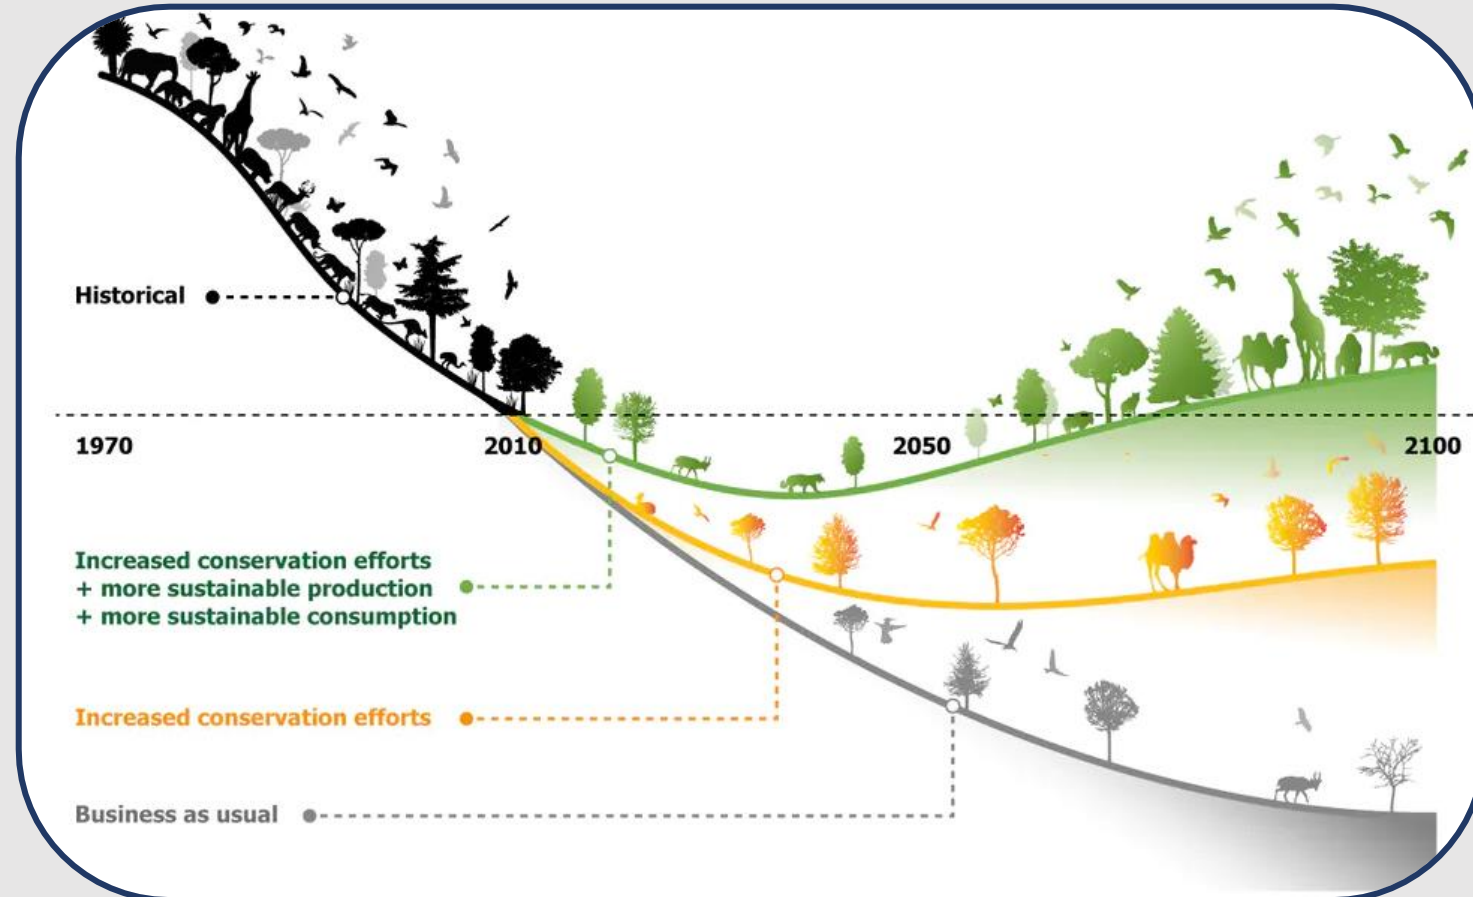 Historical
1970 2010 2050 2100
Increased conservation efforts
+ more sustainable production
+ more sustainable consumption
Increased conservation efforts
Business as usual